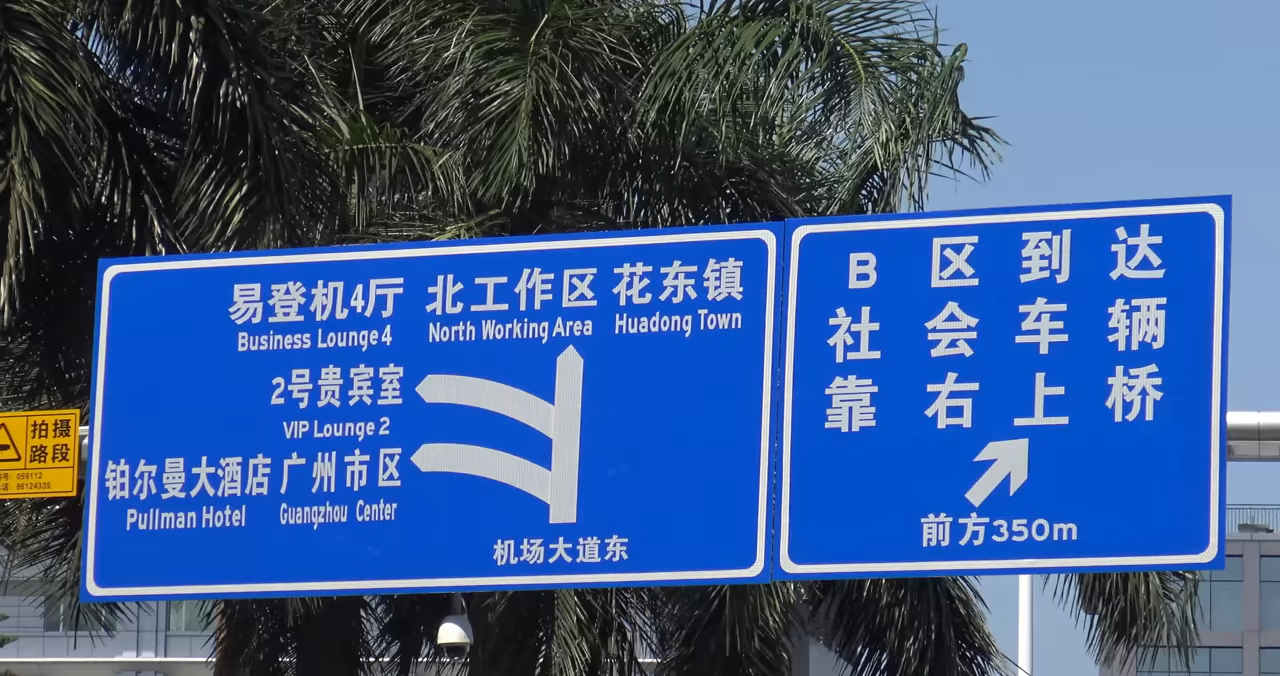 易登机4厅 北工作区 花东镇
Business Lounge4 North Working Area Huadong Town
2号贵宾室
VIP Lounge 2
铂尔曼大酒店 广州市区
Pullman Hotel Guangzhou Center
机场大道东
B区到达
社会车辆
靠右上桥
前方350m
拍摄
路段
059112
86124335